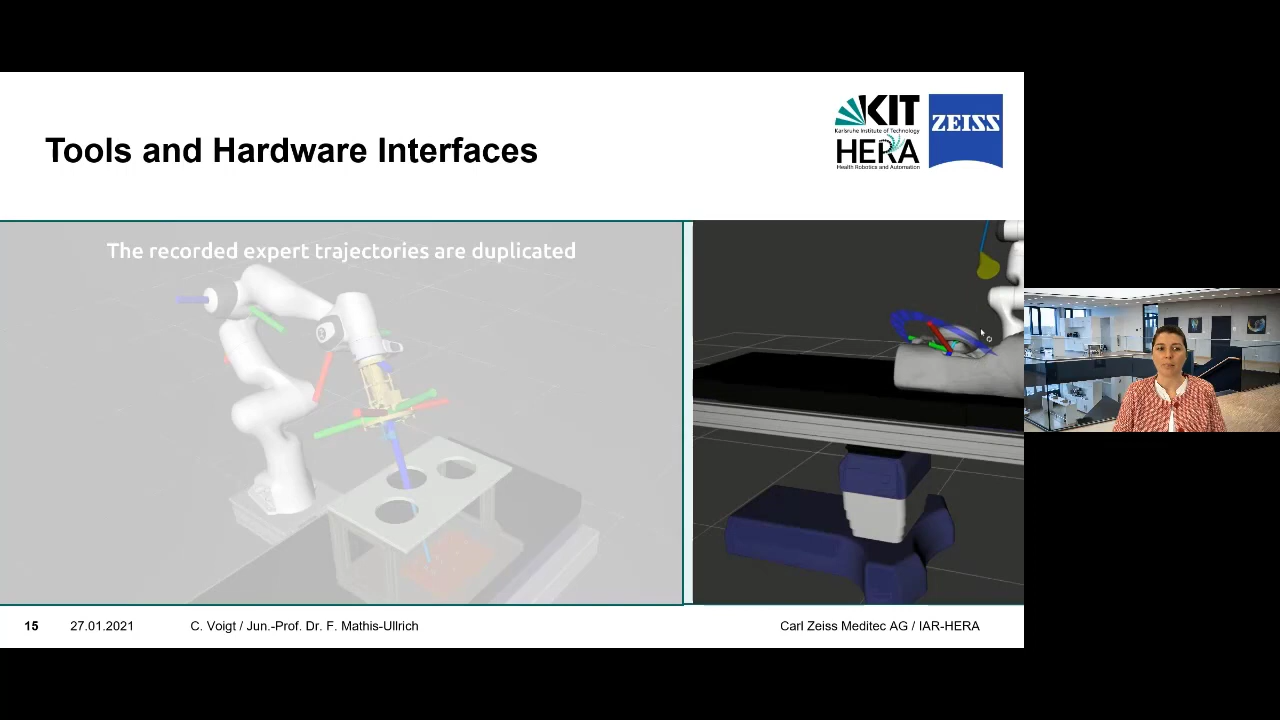 Tools and Hardware Interfaces
KIT
Karlsruhe Institute of Technology
HERA
Health Robotics and Automation
ZEISS
The recorded expert trajectories are duplicated
15
27.01.2021
C. Voigt / Jun.-Prof. Dr. F. Mathis-Ullrich
Carl Zeiss Meditec AG / IAR-HERA